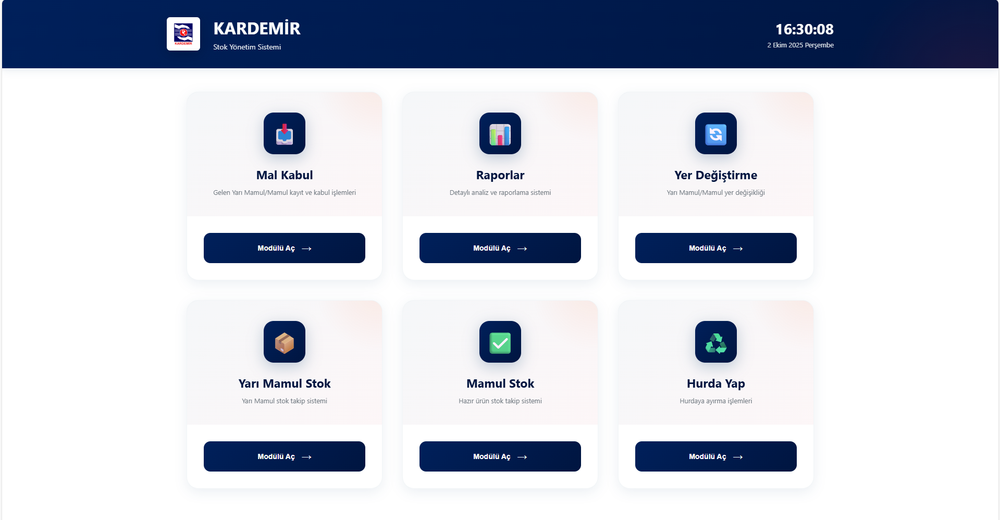 KARDEMİR
KARDEMİR
Stok Yönetim Sistemi
16:30:08
2 Ekim 2025 Perşembe
Mal Kabul
Gelen Yarı Mamul/Mamul kayıt ve kabul işlemleri
Modülü Aç →
Raporlar
Detaylı analiz ve raporlama sistemi
Modülü Aç →
Yer Değiştirme
Yarı Mamul/Mamul yer değişikliği
Modülü Aç →
Yarı Mamul Stok
Yarı Mamul stok takip sistemi
Modülü Aç →
Mamul Stok
Hazır ürün stok takip sistemi
Modülü Aç →
Hurda Yap
Hurdaya ayırma işlemleri
Modülü Aç →